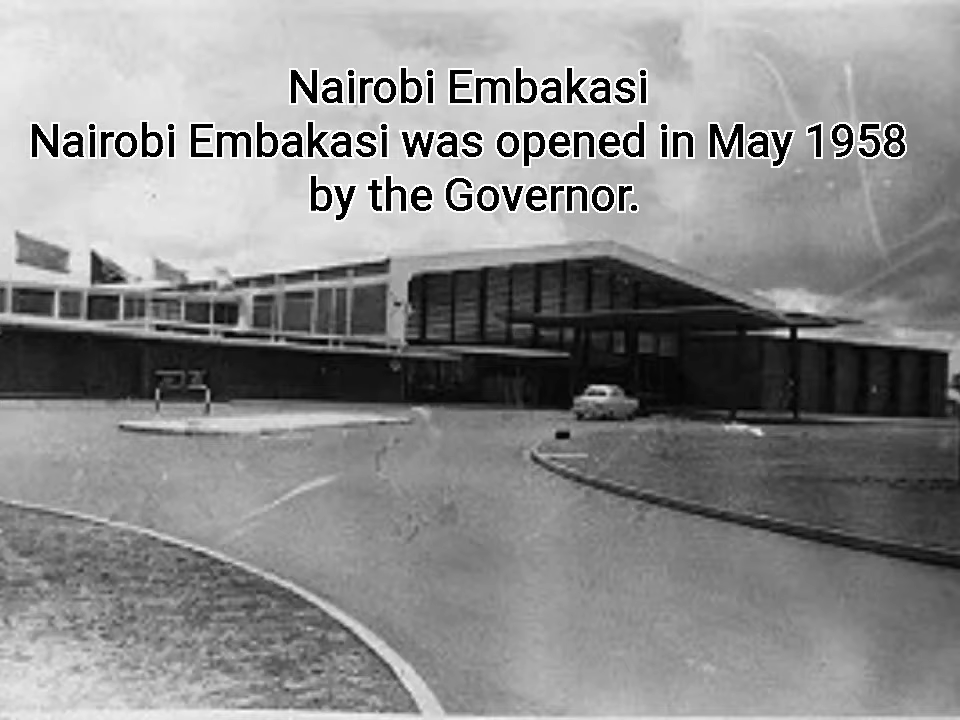 Nairobi Embakasi
Nairobi Embakasi was opened in May 1958
by the Governor.